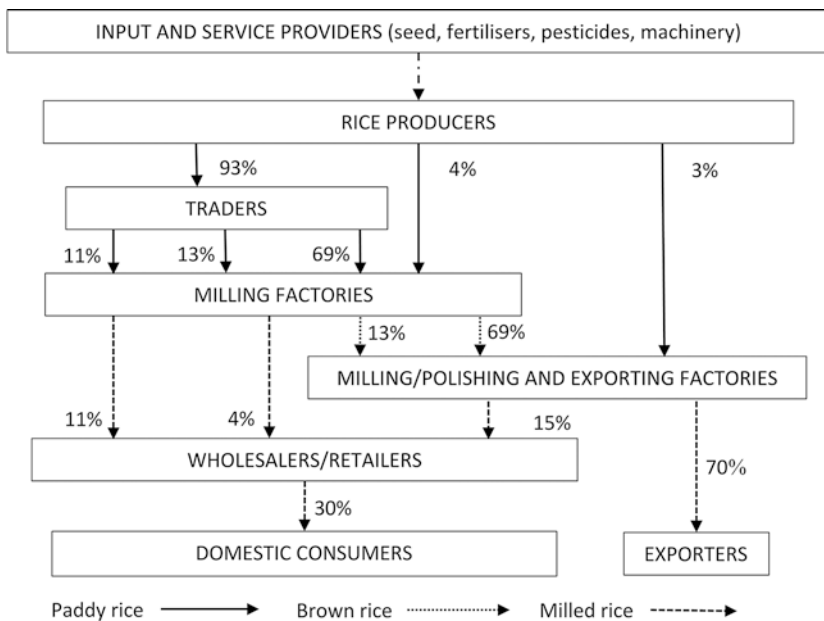 INPUT AND SERVICE PROVIDERS (seed, fertilisers, pesticides, machinery)
RICE PRODUCERS
93%
4%
3%
TRADERS
11%
13%
69%
MILLING FACTORIES
13%
69%
MILLING/POLISHING AND EXPORTING FACTORIES
11%
4%
15%
WHOLESALERS/RETAILERS
70%
30%
DOMESTIC CONSUMERS
EXPORTERS
Paddy rice
Brown rice
Milled rice